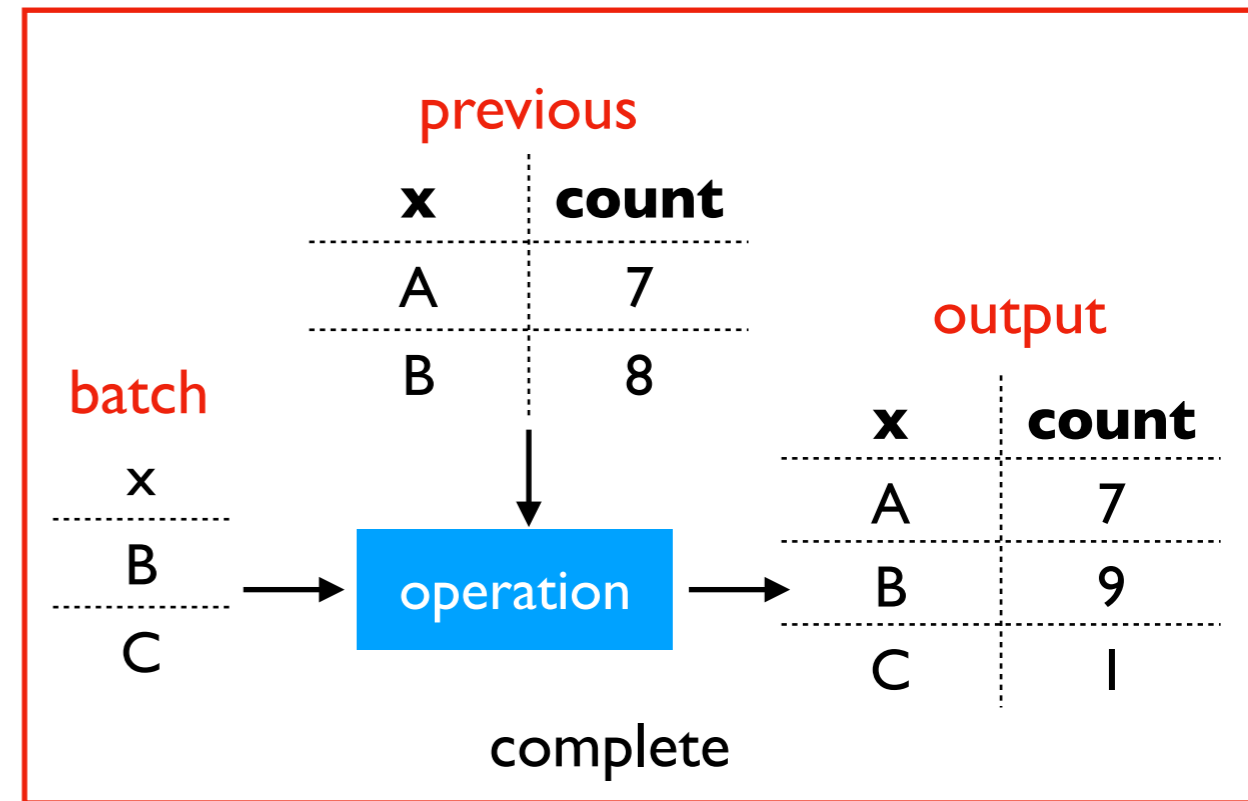 previous
x count
A 7
B 8
batch
x
B
C
operation
output
x count
A 7
B 9
C 1
complete